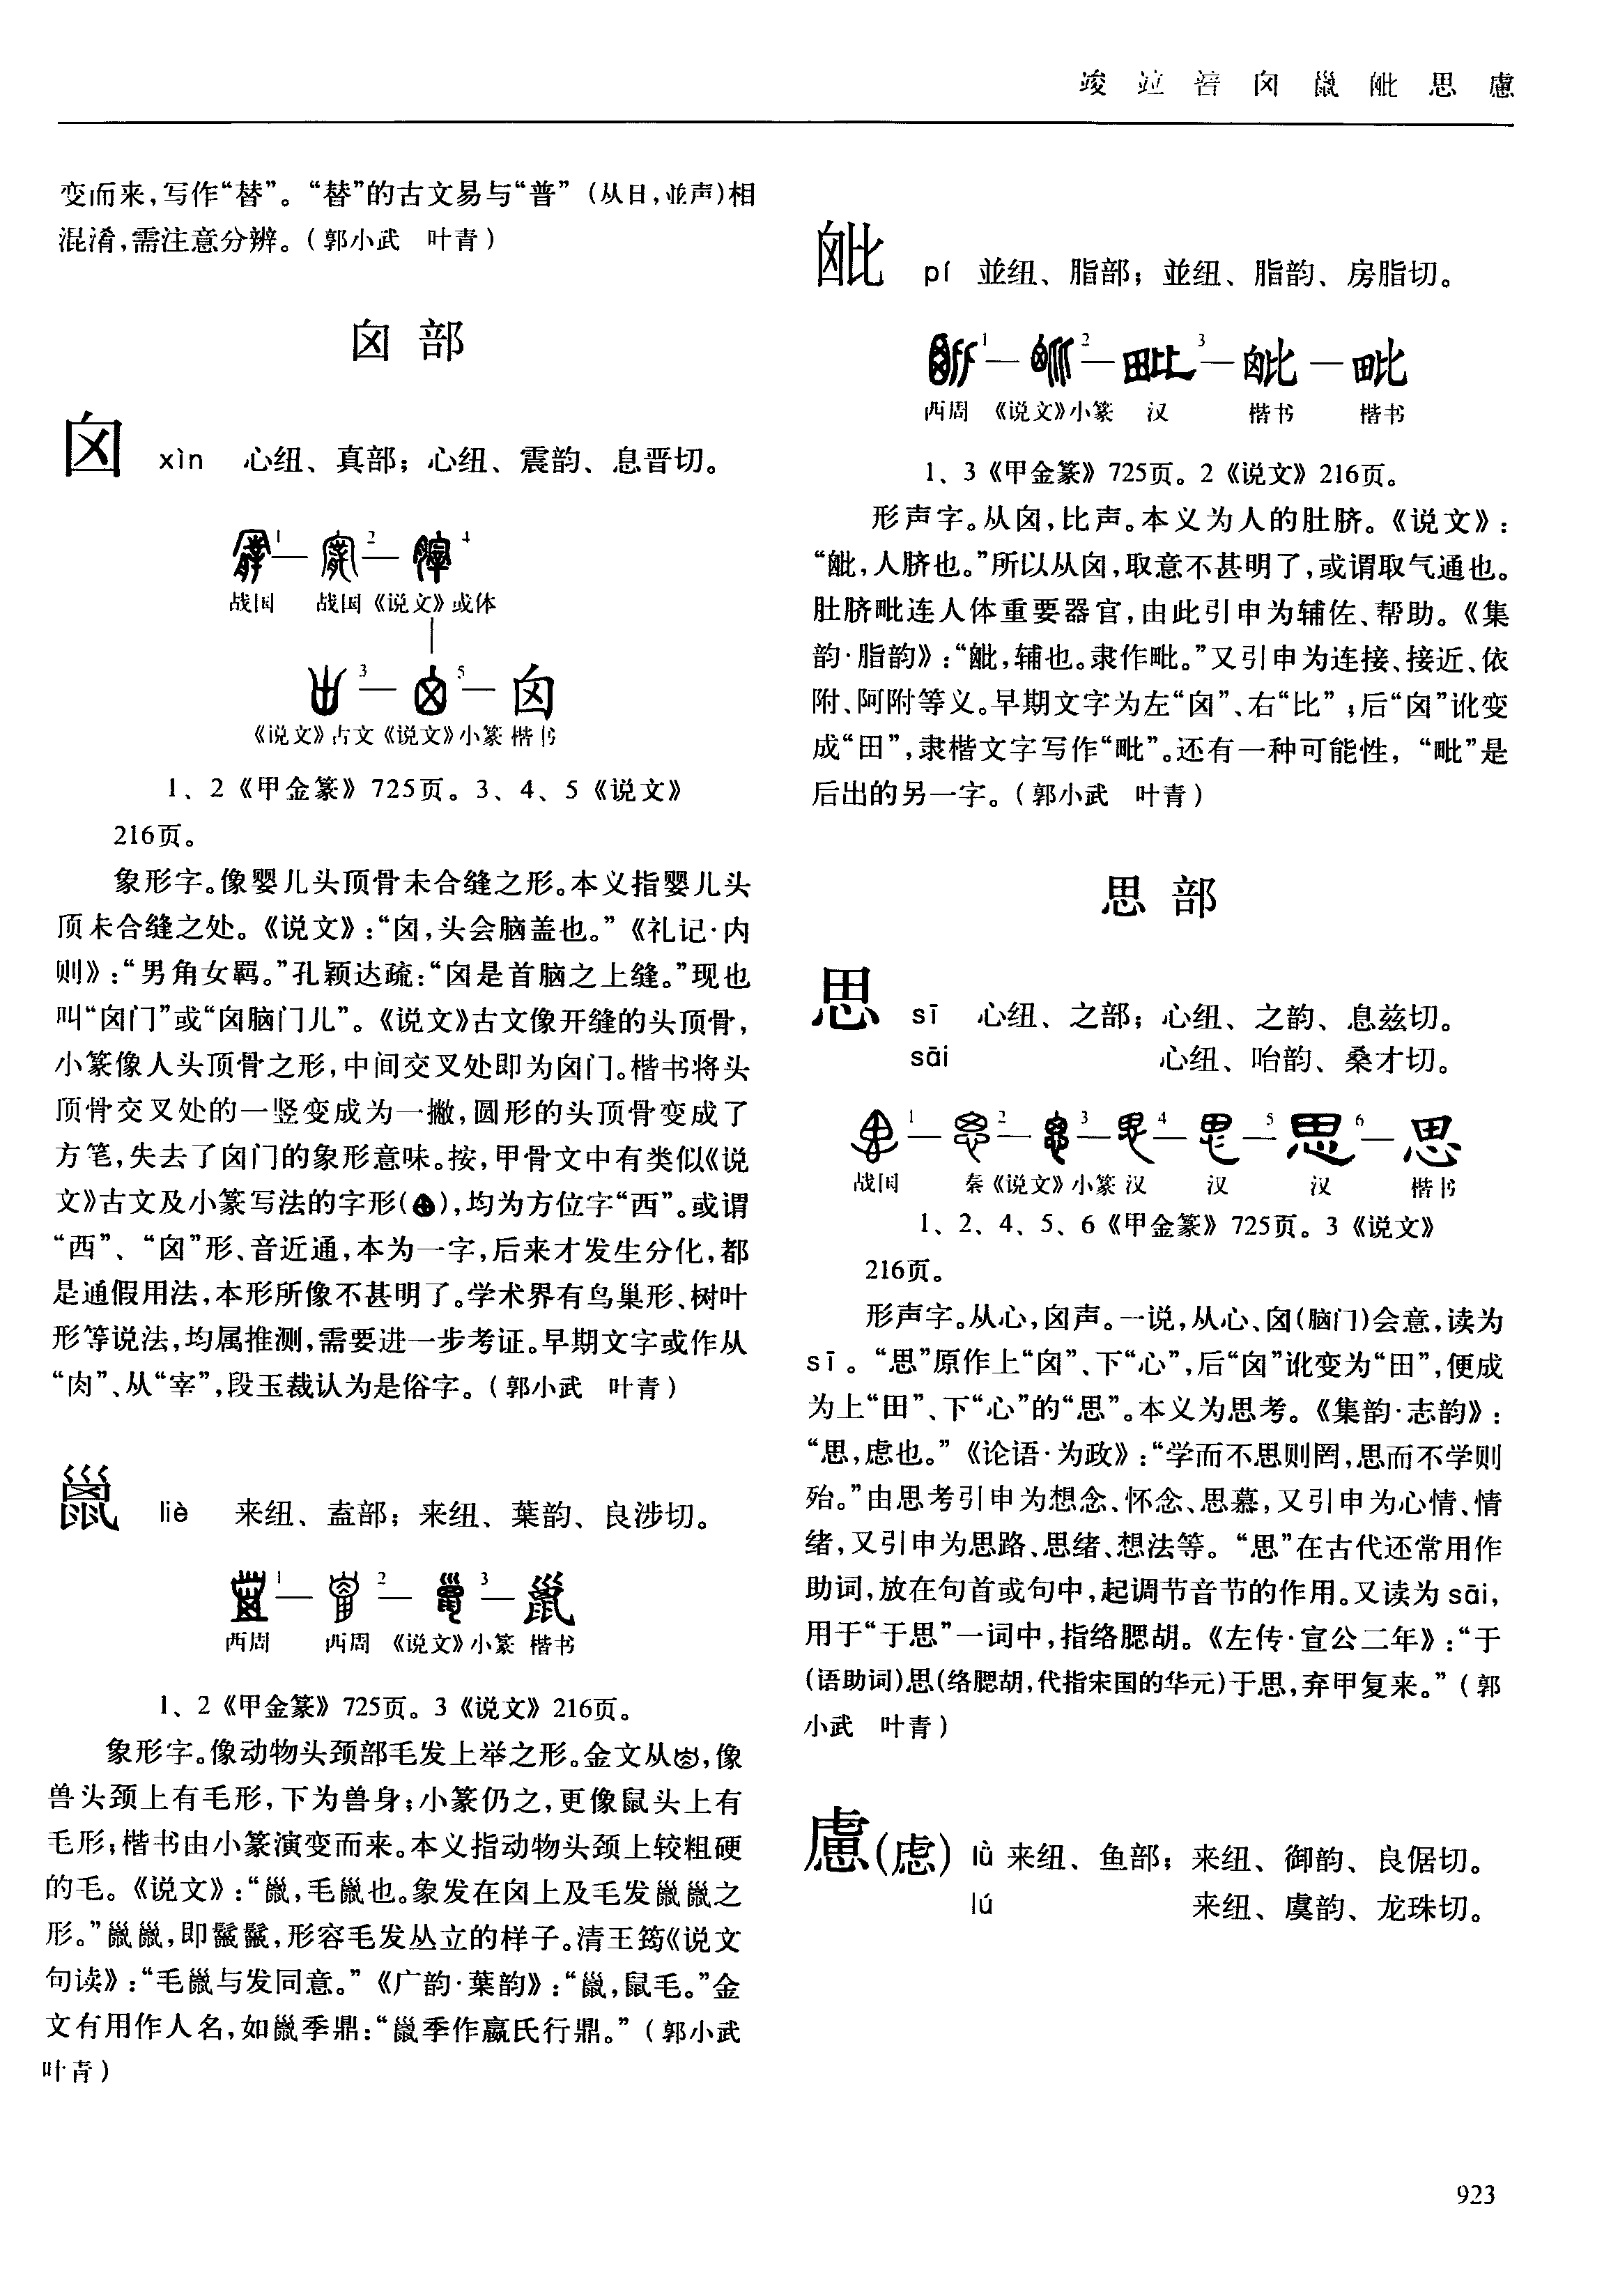 竣 竝 暜 囟 巤 𣬉 思 慮
变而来，写作“替”。“替”的古文易与“普”（从日，竝声）相
混淆，需注意分辨。（郭小武　叶青）
囟 部
囟 xìn 心纽、真部；心纽、震韵、息晋切。
1 — 2 — 4
战国 战国《说文》或体
3 — 5 — 囟
《说文》古文《说文》小篆 楷书
1、2《甲金篆》725页。3、4、5《说文》
216页。
象形字。像婴儿头顶骨未合缝之形。本义指婴儿头
顶未合缝之处。《说文》：“囟，头会脑盖也。”《礼记·内
则》：“男角女羁。”孔颖达疏：“囟是首脑之上缝。”现也
叫“囟门”或“囟脑门儿”。《说文》古文像开缝的头顶骨，
小篆像人头顶骨之形，中间交叉处即为囟门。楷书将头
顶骨交叉处的一竖变成为一撇，圆形的头顶骨变成了
方笔，失去了囟门的象形意味。按，甲骨文中有类似《说
文》古文及小篆写法的字形（），均为方位字“西”。或谓
“西”、“囟”形、音近通，本为一字，后来才发生分化，都
是通假用法，本形所像不甚明了。学术界有鸟巢形、树叶
形等说法，均属推测，需要进一步考证。早期文字或作从
“肉”、从“宰”，段玉裁认为是俗字。（郭小武　叶青）
巤 liè 来纽、盍部；来纽、葉韵、良涉切。
1 — 2 — 3 — 巤
西周 西周 《说文》小篆 楷书
1、2《甲金篆》725页。3《说文》216页。
象形字。像动物头颈部毛发上举之形。金文从，像
兽头颈上有毛形，下为兽身；小篆仍之，更像鼠头上有
毛形；楷书由小篆演变而来。本义指动物头颈上较粗硬
的毛。《说文》：“巤，毛巤也。象发在囟上及毛发巤巤之
形。”巤巤，即鬣鬣，形容毛发丛立的样子。清王筠《说文
句读》：“毛巤与发同意。”《广韵·葉韵》：“巤，鼠毛。”金
文有用作人名，如巤季鼎：“巤季作嬴氏行鼎。”（郭小武
叶青）
𣬉 pí 並纽、脂部；並纽、脂韵、房脂切。
1 — 2 — 3 — 𣬉 — 毗
西周 《说文》小篆 汉 楷书 楷书
1、3《甲金篆》725页。2《说文》216页。
形声字。从囟，比声。本义为人的肚脐。《说文》：
“𣬉，人脐也。”所以从囟，取意不甚明了，或谓取气通也。
肚脐毗连人体重要器官，由此引申为辅佐、帮助。《集
韵·脂韵》：“𣬉，辅也。隶作毗。”又引申为连接、接近、依
附、阿附等义。早期文字为左“囟”、右“比”；后“囟”讹变
成“田”，隶楷文字写作“毗”。还有一种可能性，“毗”是
后出的另一字。（郭小武　叶青）
思 部
思 sī 心纽、之部；心纽、之韵、息兹切。
sāi 心纽、咍韵、桑才切。
1 — 2 — 3 — 4 — 5 — 6 — 思
战国 秦《说文》小篆 汉 汉 汉 楷书
1、2、4、5、6《甲金篆》725页。3《说文》
216页。
形声字。从心，囟声。一说，从心、囟（脑门）会意，读为
sī。“思”原作上“囟”、下“心”，后“囟”讹变为“田”，便成
为上“田”、下“心”的“思”。本义为思考。《集韵·志韵》：
“思，虑也。”《论语·为政》：“学而不思则罔，思而不学则
殆。”由思考引申为想念、怀念、思慕，又引申为心情、情
绪，又引申为思路、思绪、想法等。“思”在古代还常用作
助词，放在句首或句中，起调节音节的作用。又读为 sāi，
用于“于思”一词中，指络腮胡。《左传·宣公二年》：“于
（语助词）思（络腮胡，代指宋国的华元）于思，弃甲复来。”（郭
小武　叶青）
慮（虑） lǜ 来纽、鱼部；来纽、御韵、良倨切。
lú 来纽、虞韵、龙珠切。
923